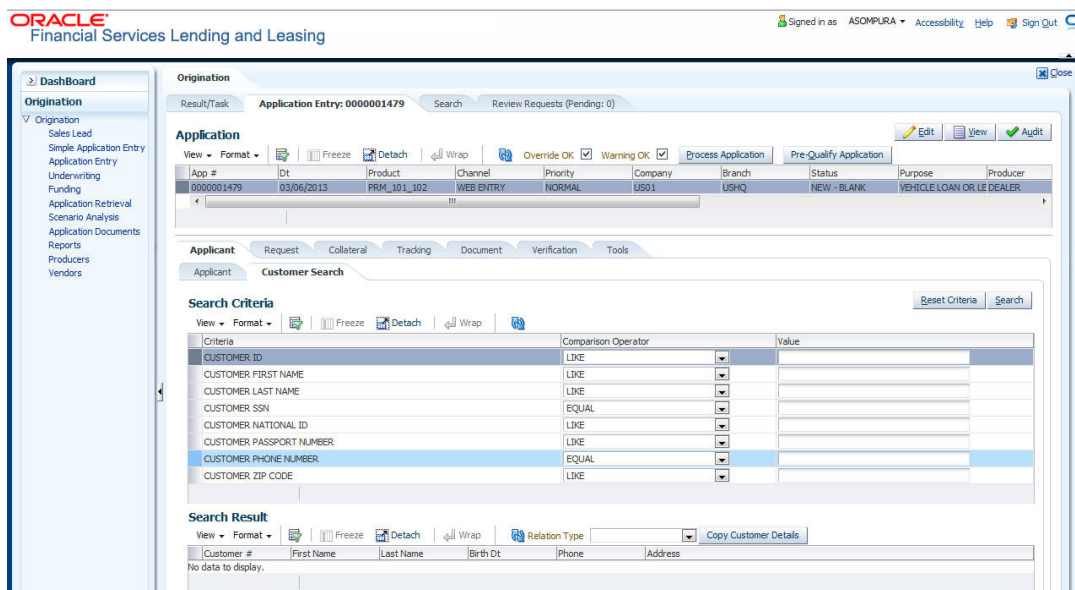 ORACLE
Financial Services Lending and Leasing
Signed in as ASOMPURA Accessibility Help Sign Out
Close
DashBoard
Origination
Origination
Sales Lead
Simple Application Entry
Application Entry
Underwriting
Funding
Application Retrieval
Scenario Analysis
Application Documents
Reports
Producers
Vendors
Origination
Result/Task Application Entry: 0000001479 Search Review Requests (Pending: 0)
Application
Edit View Audit
View Format Freeze Detach Wrap Override OK Warning OK Process Application Pre-Qualify Application
App # Dt Product Channel Priority Company Branch Status Purpose Producer
0000001479 03/06/2013 PRM_101_102 WEB ENTRY NORMAL US01 USHQ NEW - BLANK VEHICLE LOAN OR LE DEALER
Applicant Request Collateral Tracking Document Verification Tools
Applicant Customer Search
Search Criteria
Reset Criteria Search
View Format Freeze Detach Wrap
Criteria Comparison Operator Value
CUSTOMER ID LIKE
CUSTOMER FIRST NAME LIKE
CUSTOMER LAST NAME LIKE
CUSTOMER SSN EQUAL
CUSTOMER NATIONAL ID LIKE
CUSTOMER PASSPORT NUMBER LIKE
CUSTOMER PHONE NUMBER EQUAL
CUSTOMER ZIP CODE LIKE
Search Result
View Format Freeze Detach Wrap Relation Type Copy Customer Details
Customer # First Name Last Name Birth Dt Phone Address
No data to display.